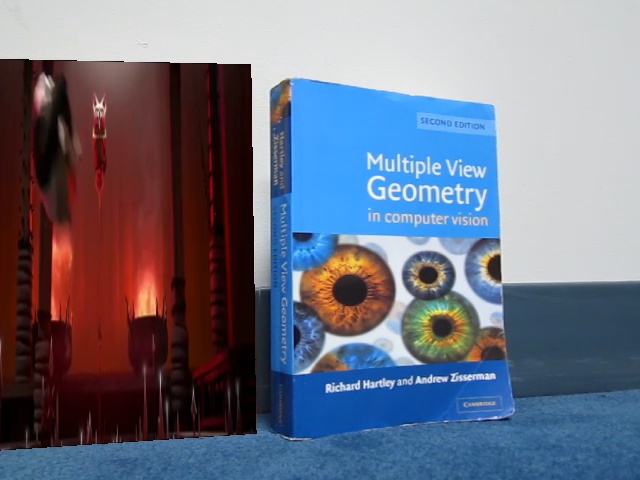 Hartley and
Zisserman
Multiple View Geometry
SECOND EDITION
Multiple View
Geometry
in computer vision
Richard Hartley and Andrew Zisserman
CAMBRIDGE